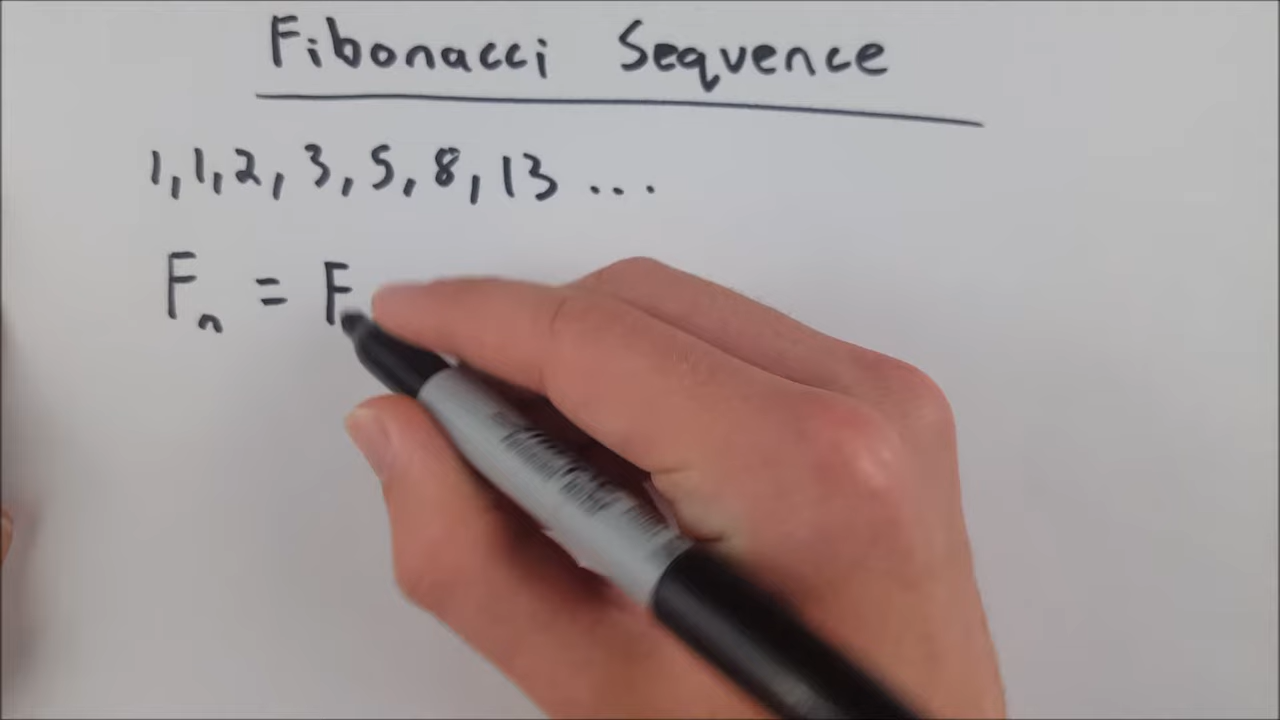 Fibonacci Sequence
1, 1, 2, 3, 5, 8, 13 ...
Fn = F